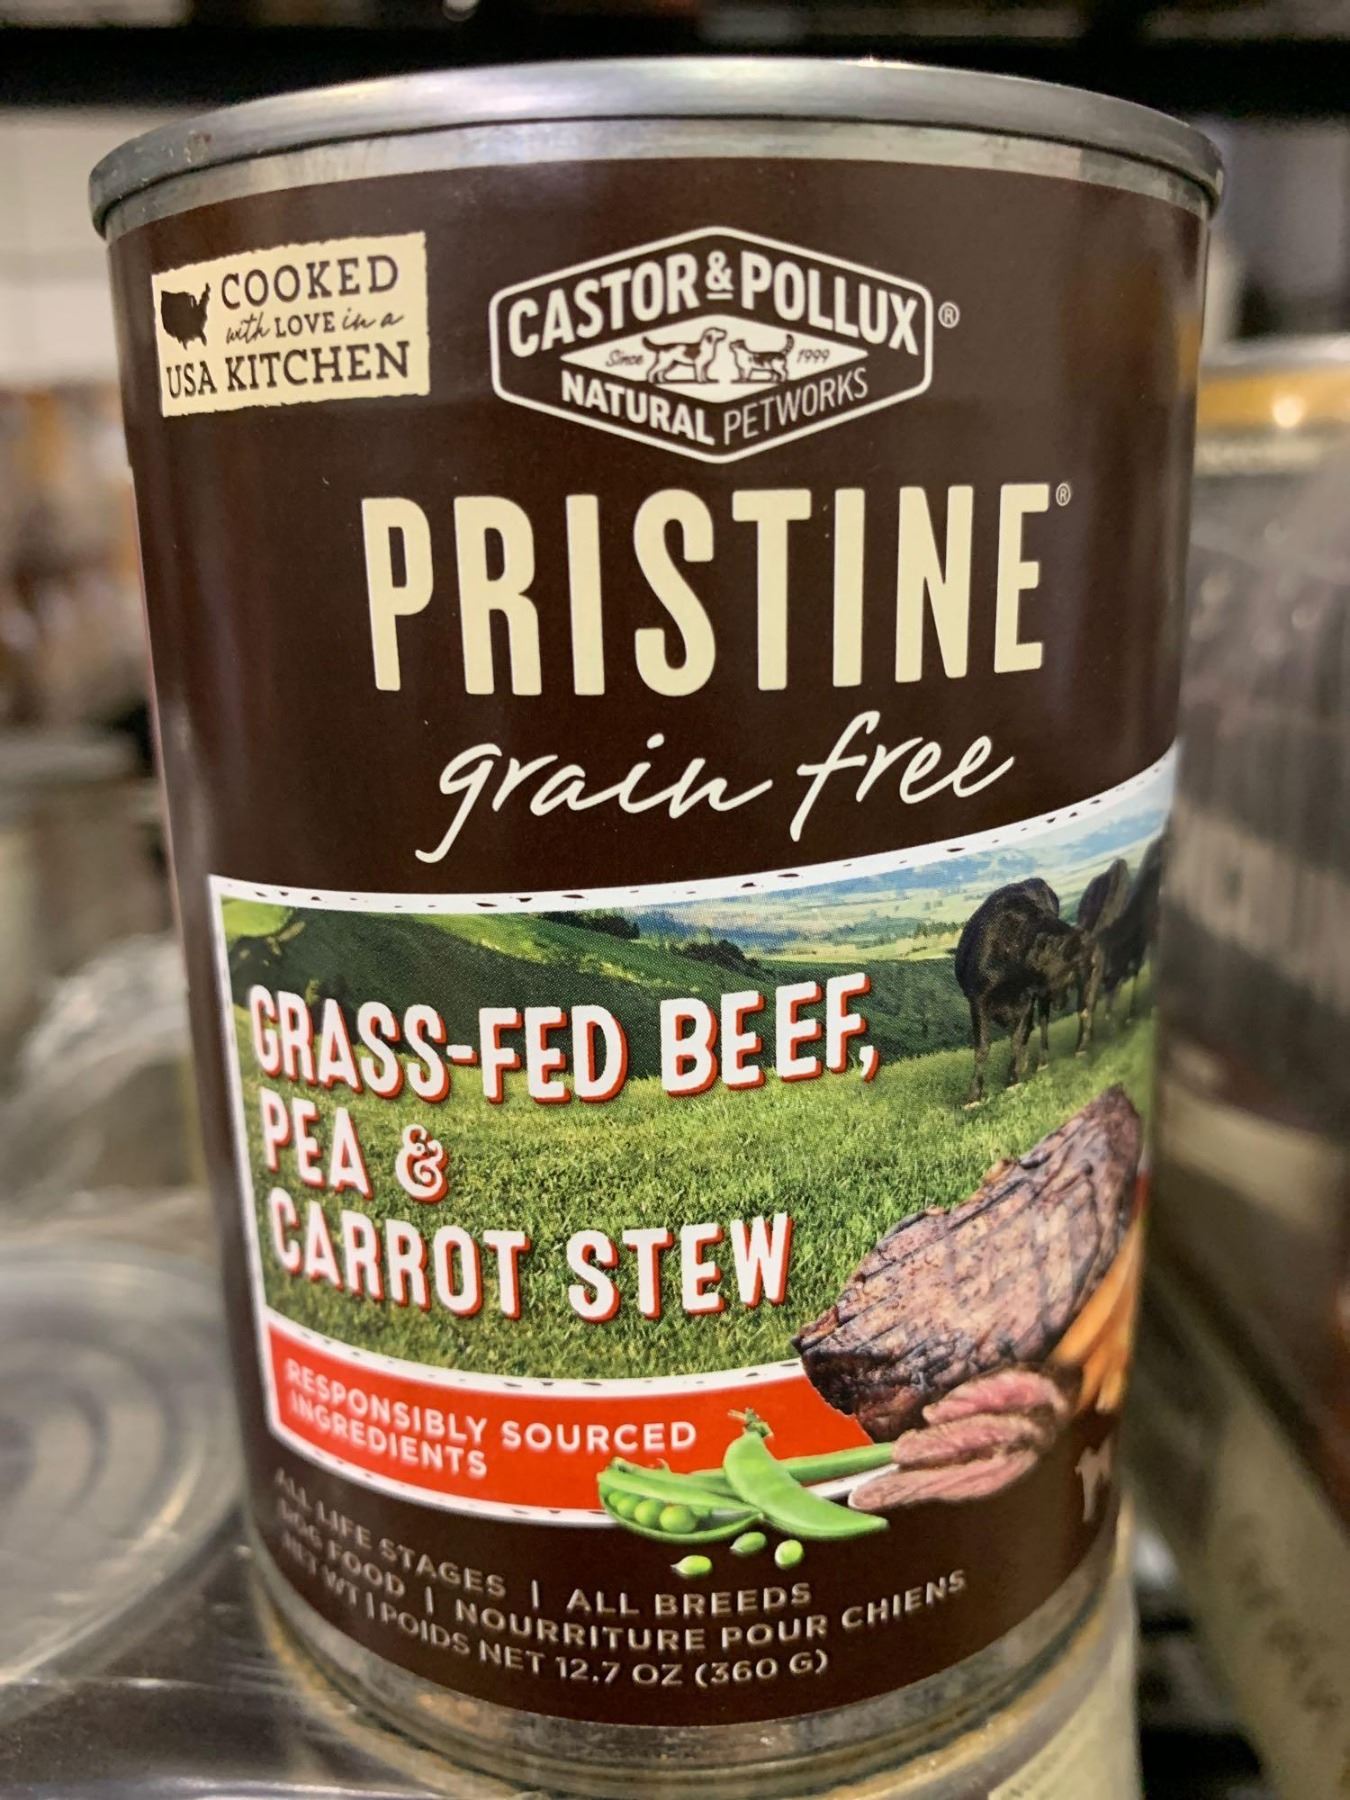 COOKED
with LOVE in a
USA KITCHEN
CASTOR & POLLUX®
Since 1999
NATURAL PETWORKS
PRISTINE®
grain free
GRASS-FED BEEF,
PEA &
CARROT STEW
RESPONSIBLY SOURCED
INGREDIENTS
ALL LIFE STAGES | ALL BREEDS
DOG FOOD | NOURRITURE POUR CHIENS
NET WT | POIDS NET 12.7 OZ (360 G)